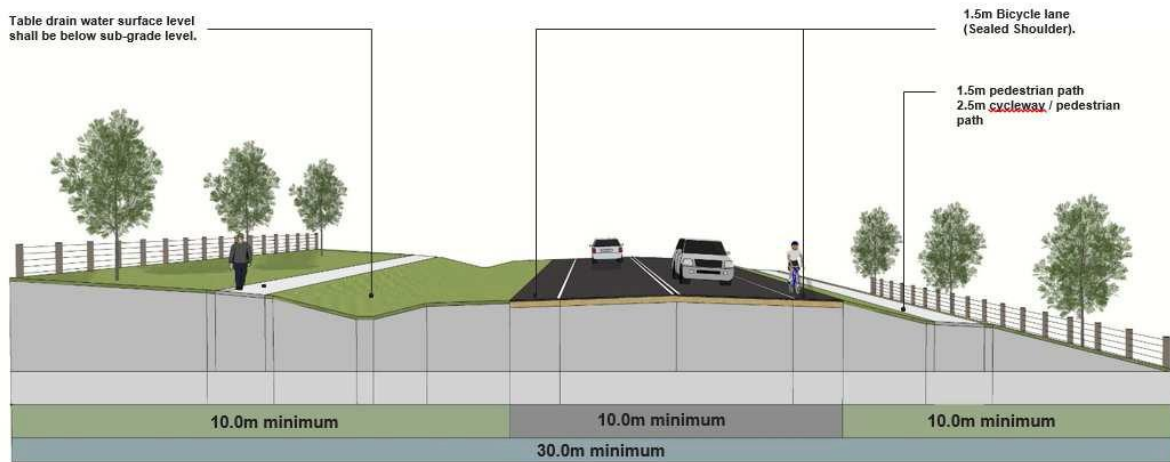 Table drain water surface level
shall be below sub-grade level.
1.5m Bicycle lane
(Sealed Shoulder).
1.5m pedestrian path
2.5m cycleway / pedestrian
path
10.0m minimum
10.0m minimum
10.0m minimum
30.0m minimum